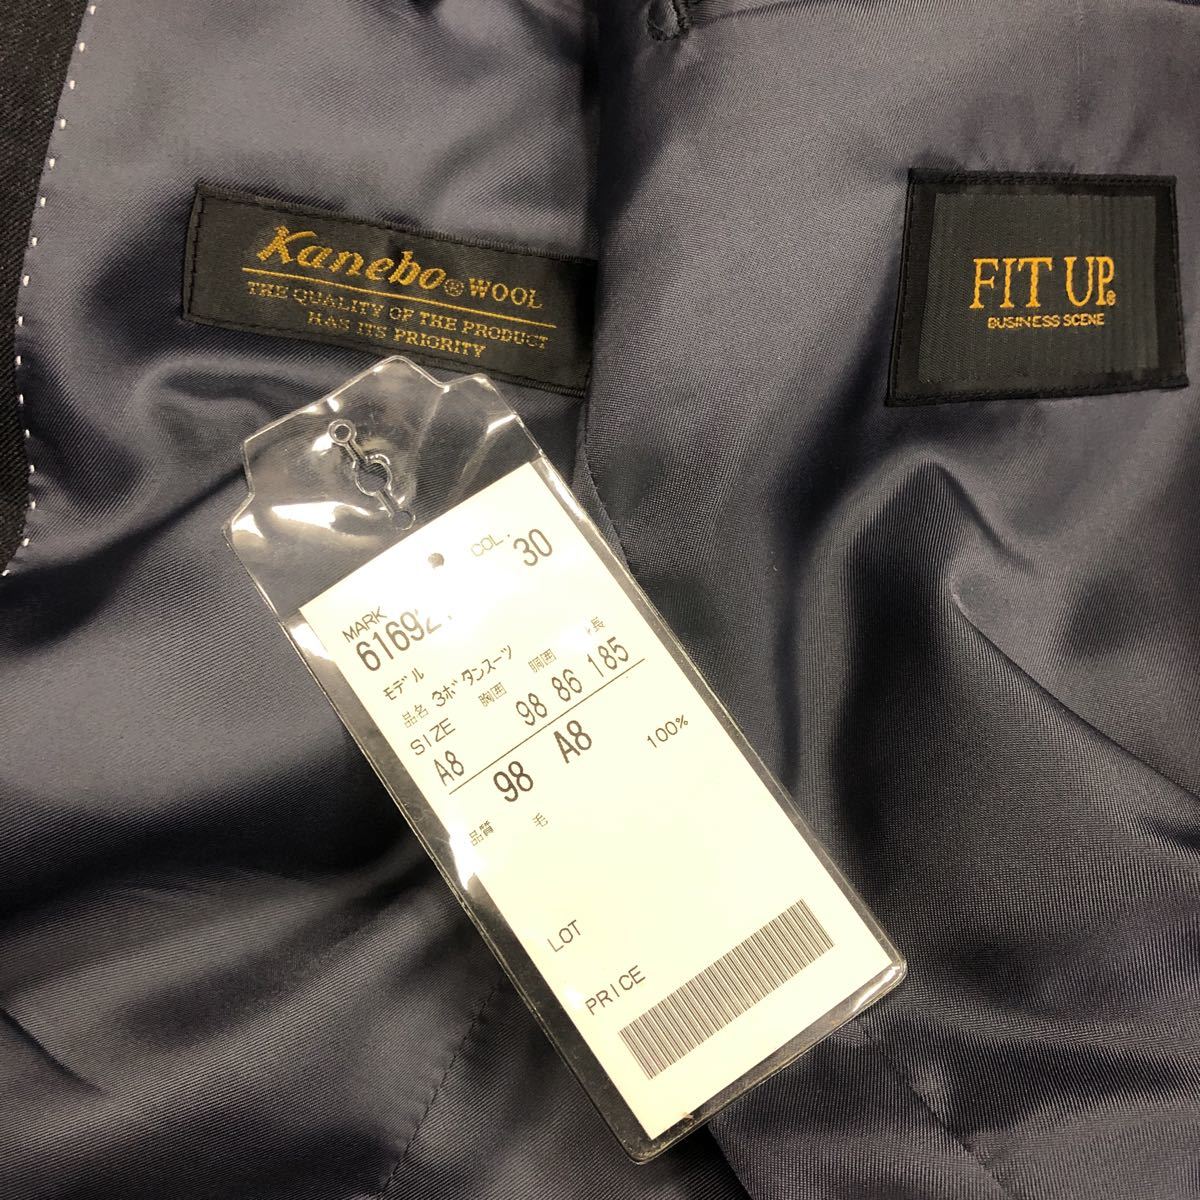 Kanebo® WOOL
THE QUALITY OF THE PRODUCT
HAS ITS PRIORITY
FIT UP®
BUSINESS SCENE
COL. 30
MARK
61692
モデル
品名 3ボタンスーツ
SIZE 胸囲 胴囲 長
A8 98 86 185
98 A8
品質 毛 100%
LOT
PRICE